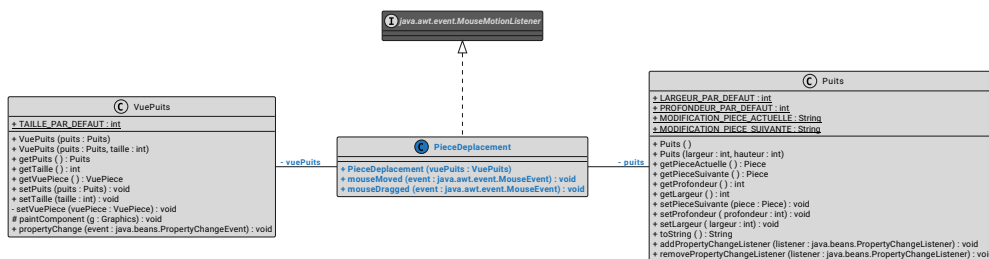 I java.awt.event.MouseMotionListener
C VuePuits
+ TAILLE_PAR_DEFAUT : int
+ VuePuits (puits : Puits)
+ VuePuits (puits : Puits, taille : int)
+ getPuits ( ) : Puits
+ getTaille ( ) : int
+ getVuePiece ( ) : VuePiece
+ setPuits (puits : Puits) : void
+ setTaille (taille : int) : void
- setVuePiece (vuePiece : VuePiece) : void
# paintComponent (g : Graphics) : void
+ propertyChange (event : java.beans.PropertyChangeEvent) : void
- vuePuits
C PieceDeplacement
+ PieceDeplacement (vuePuits : VuePuits)
+ mouseMoved (event : java.awt.event.MouseEvent) : void
+ mouseDragged (event : java.awt.event.MouseEvent) : void
- puits
C Puits
+ LARGEUR_PAR_DEFAUT : int
+ PROFONDEUR_PAR_DEFAUT : int
+ MODIFICATION_PIECE_ACTUELLE : String
+ MODIFICATION_PIECE_SUIVANTE : String
+ Puits ( )
+ Puits (largeur : int, hauteur : int)
+ getPieceActuelle ( ) : Piece
+ getPieceSuivante ( ) : Piece
+ getProfondeur ( ) : int
+ getLargeur ( ) : int
+ setPieceSuivante (piece : Piece) : void
+ setProfondeur ( profondeur : int) : void
+ setLargeur ( largeur : int) : void
+ toString ( ) : String
+ addPropertyChangeListener (listener : java.beans.PropertyChangeListener) : void
+ removePropertyChangeListener (listener : java.beans.PropertyChangeListener) : voi